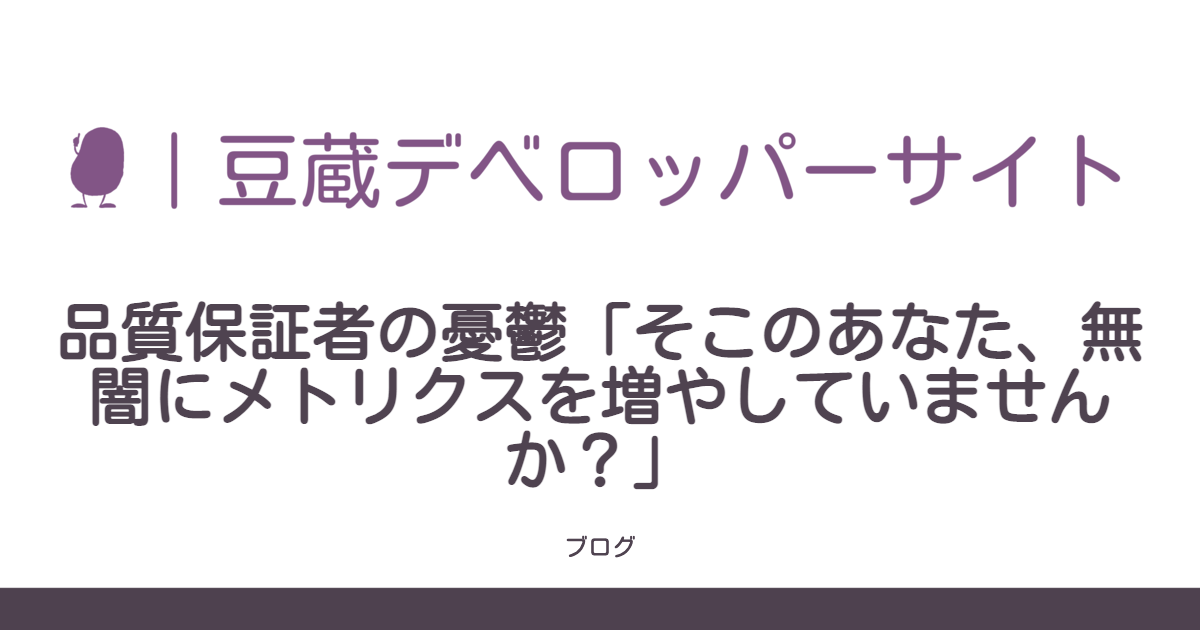 ｜豆蔵デベロッパーサイト
品質保証者の憂鬱「そこのあなた、無
闇にメトリクスを増やしていません
か？」
ブログ